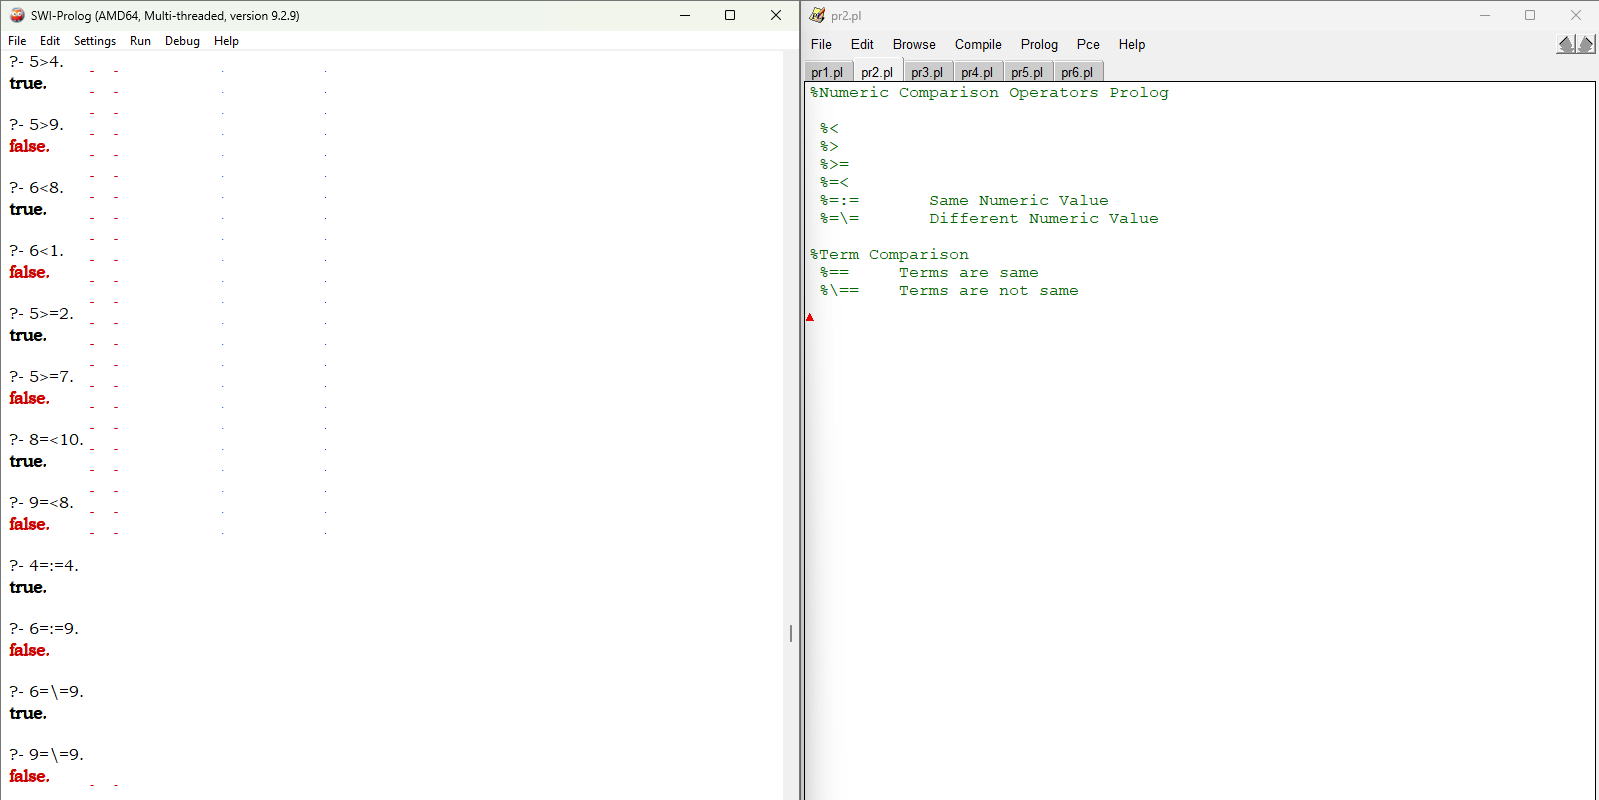 SWI-Prolog (AMD64, Multi-threaded, version 9.2.9)
File Edit Settings Run Debug Help
?- 5>4.
true.
?- 5>9.
false.
?- 6<8.
true.
?- 6<1.
false.
?- 5>=2.
true.
?- 5>=7.
false.
?- 8=<10.
true.
?- 9=<8.
false.
?- 4=:=4.
true.
?- 6=:=9.
false.
?- 6=\=9.
true.
?- 9=\=9.
false.
pr2.pl
File Edit Browse Compile Prolog Pce Help
pr1.pl pr2.pl pr3.pl pr4.pl pr5.pl pr6.pl
%Numeric Comparison Operators Prolog
%<
%>
%>=
%=<
%=:= Same Numeric Value
%=\= Different Numeric Value
%Term Comparison
%== Terms are same
%\== Terms are not same